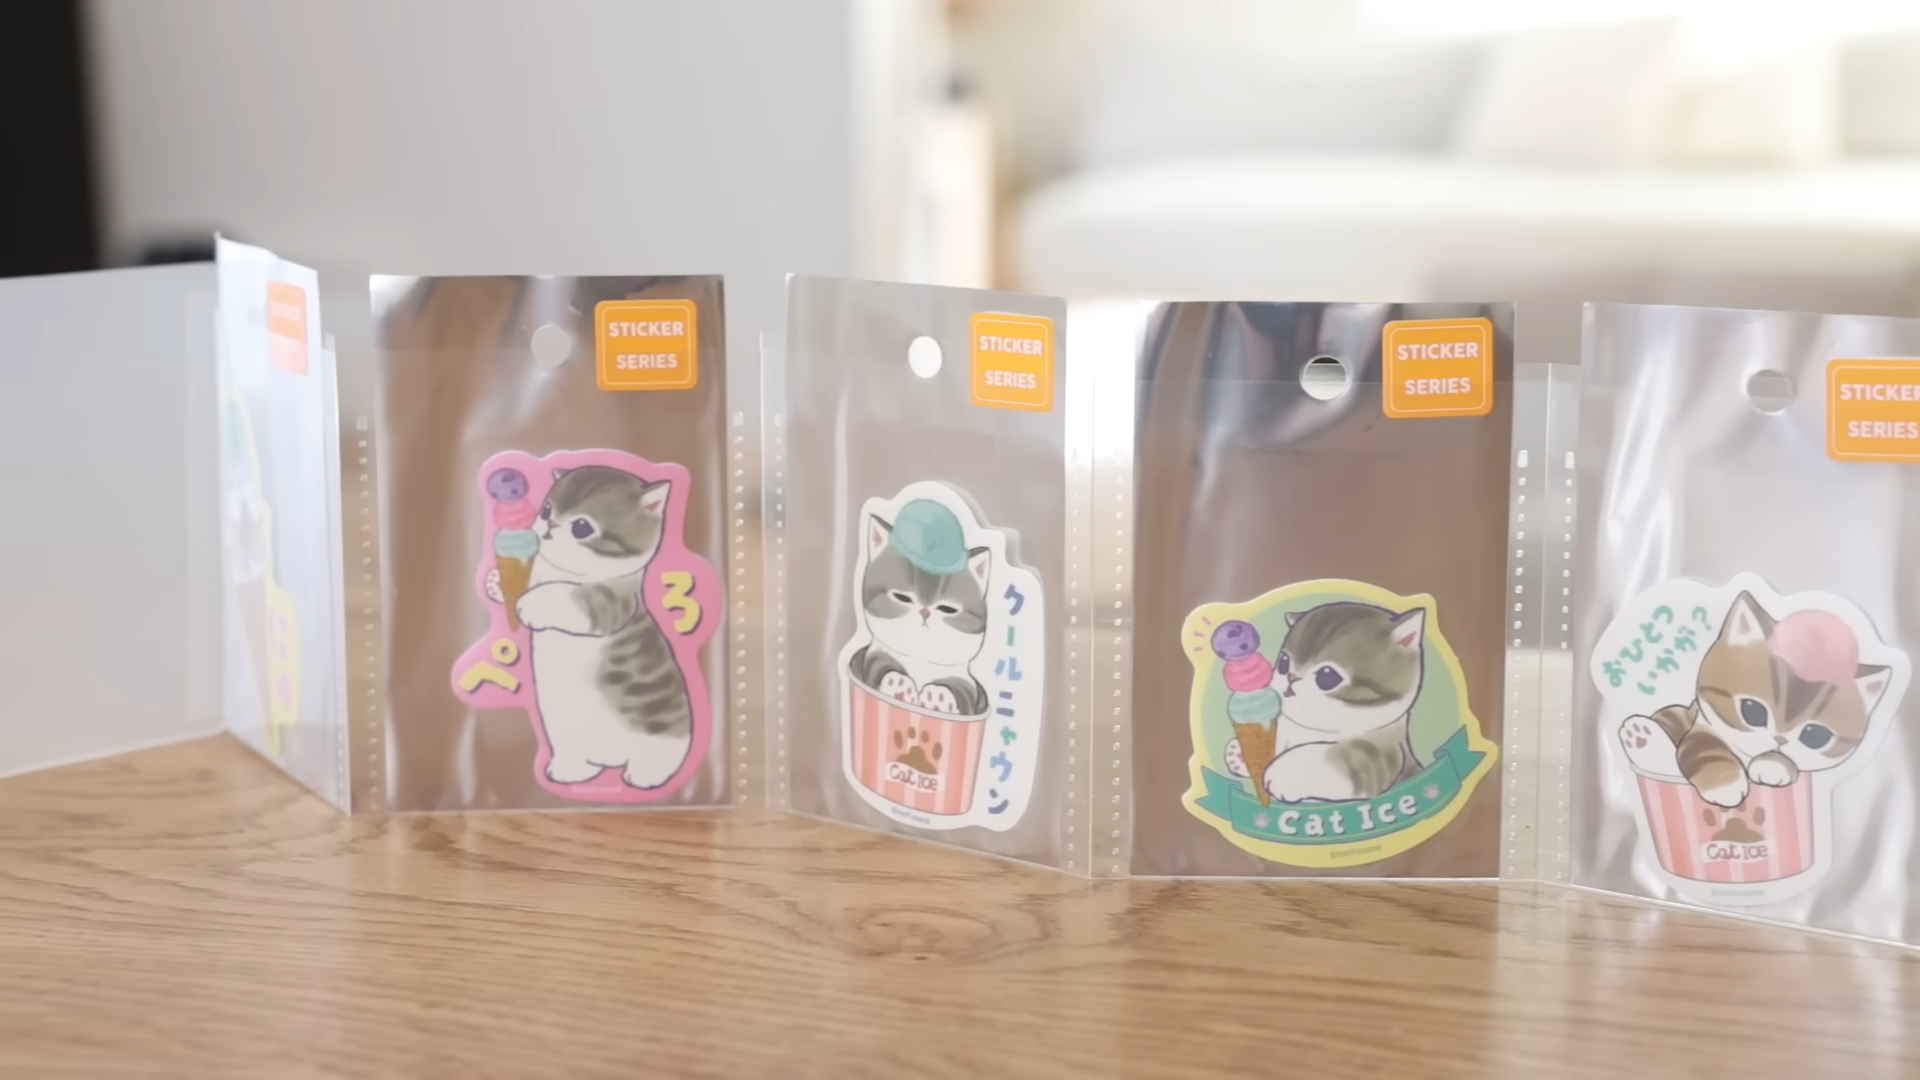 STICKER
SERIES
ぺ
ろ
STICKER
SERIES
クールニャウン
Cat Ice
STICKER
SERIES
Cat Ice
STICKER
SERIES
おひとつ
いかが?
Cat Ice